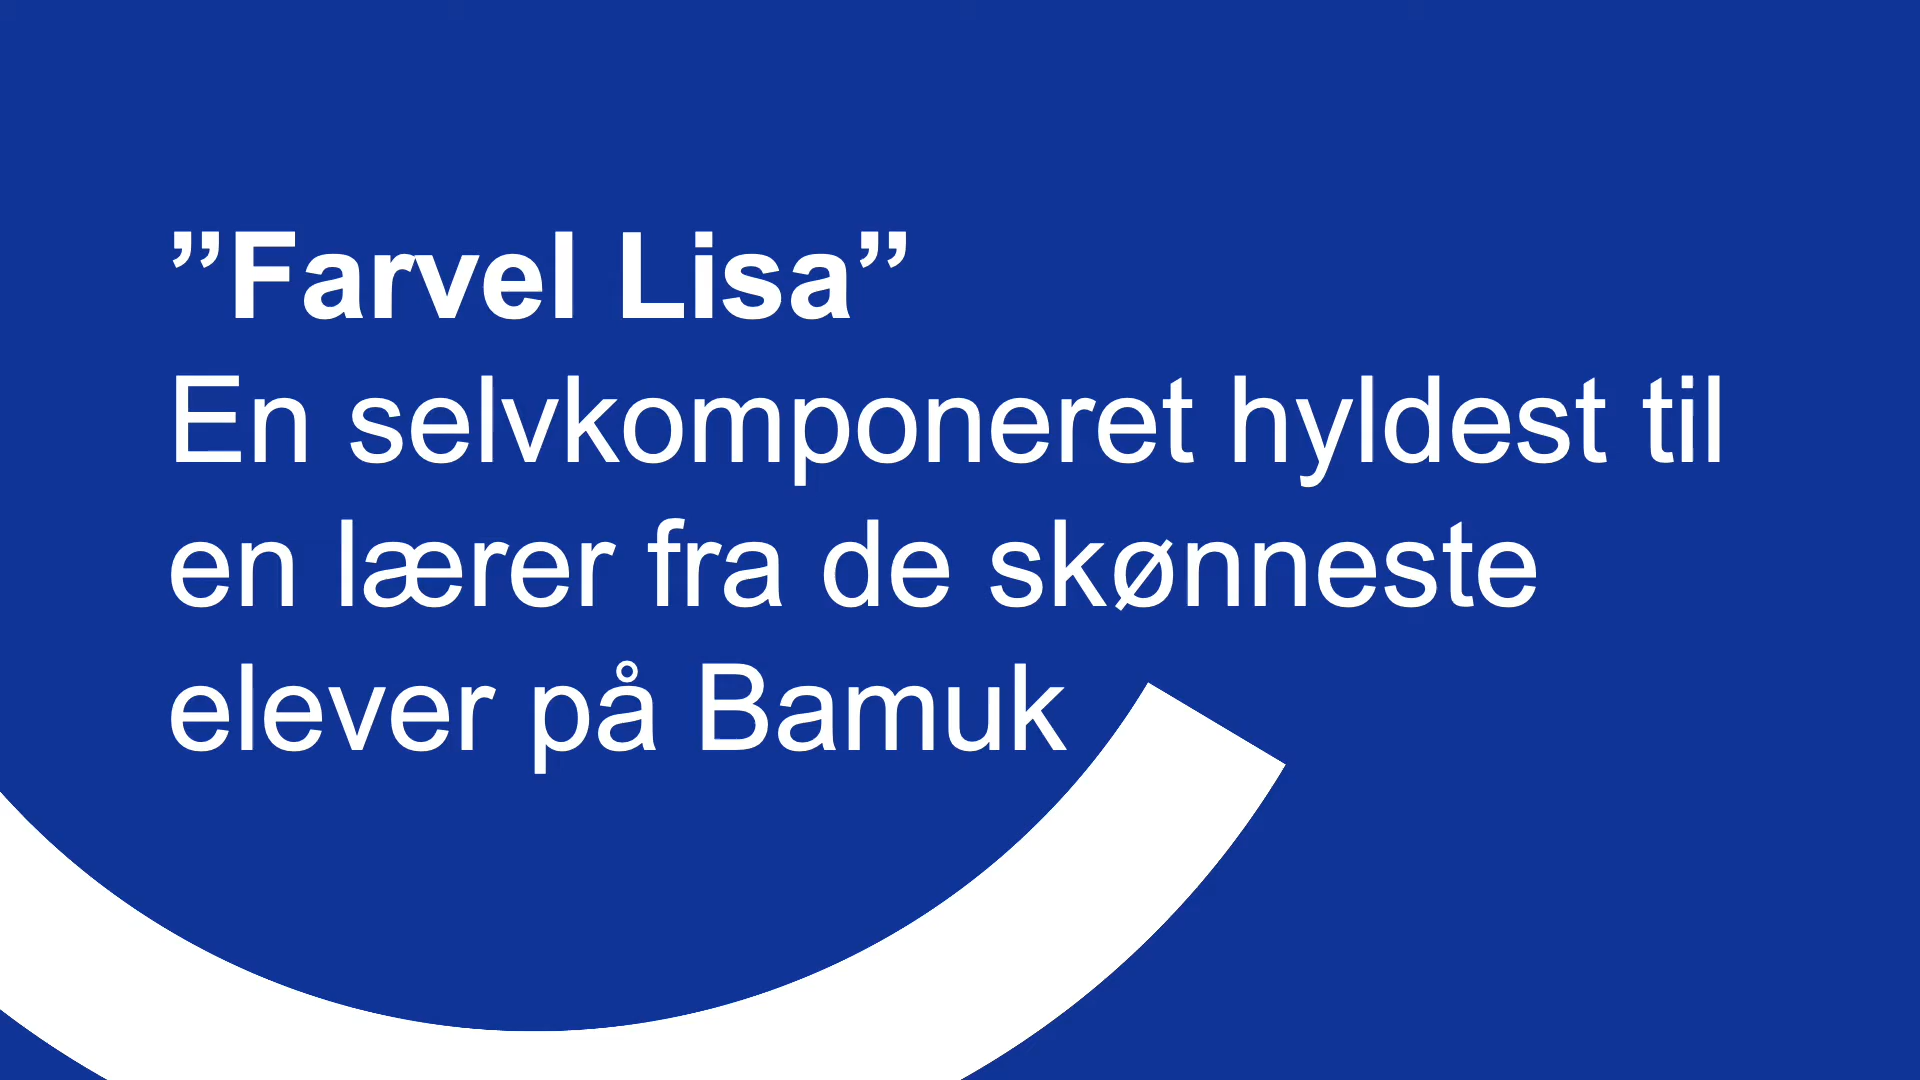 ”Farvel Lisa”
En selvkomponeret hyldest til
en lærer fra de skønneste
elever på Bamuk